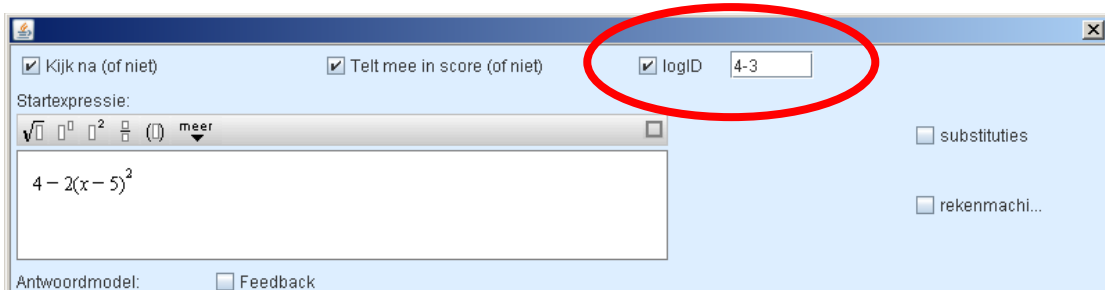 Kijk na (of niet) Telt mee in score (of niet) logID 4-3
Startexpressie:
√▯ ▯▯ ▯² ▯/▯ (▯) meer
substituties
4 − 2(x − 5)²
rekenmachi...
Antwoordmodel: Feedback